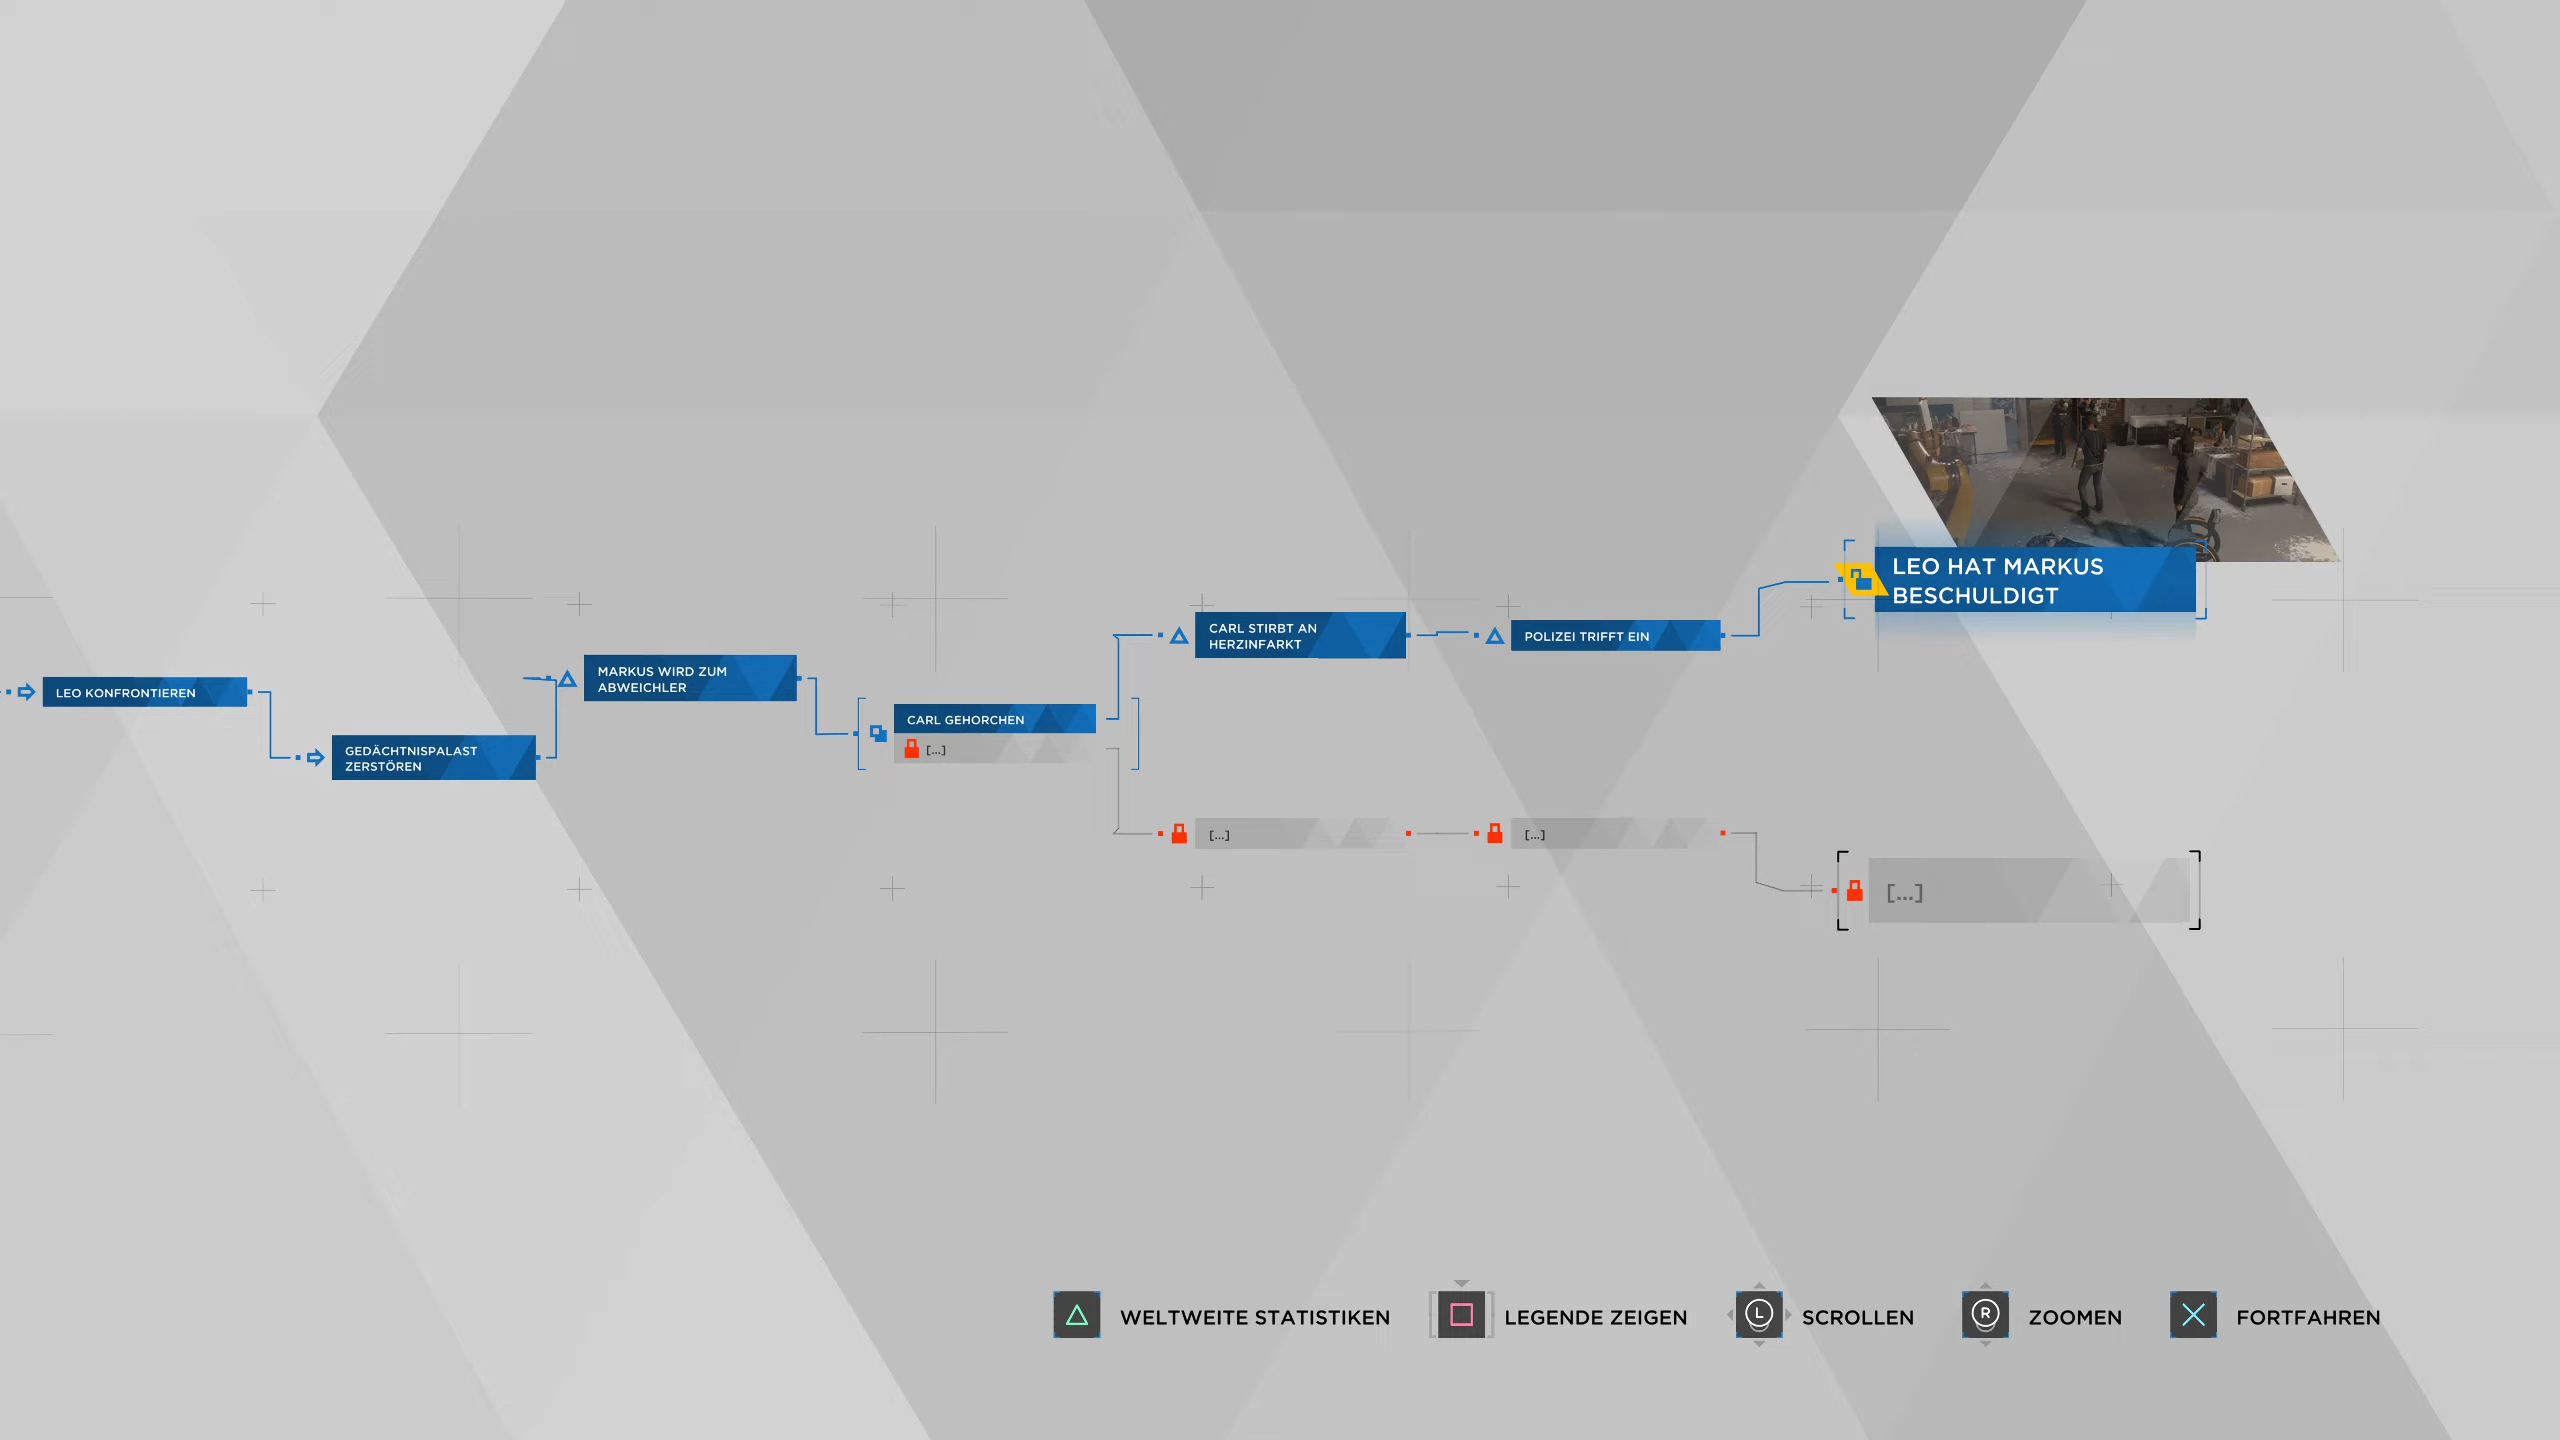 LEO KONFRONTIEREN
GEDÄCHTNISPALAST
ZERSTÖREN
MARKUS WIRD ZUM
ABWEICHLER
CARL GEHORCHEN
[...]
CARL STIRBT AN
HERZINFARKT
POLIZEI TRIFFT EIN
LEO HAT MARKUS
BESCHULDIGT
[...]
[...]
[...]
WELTWEITE STATISTIKEN
LEGENDE ZEIGEN
L SCROLLEN
R ZOOMEN
FORTFAHREN